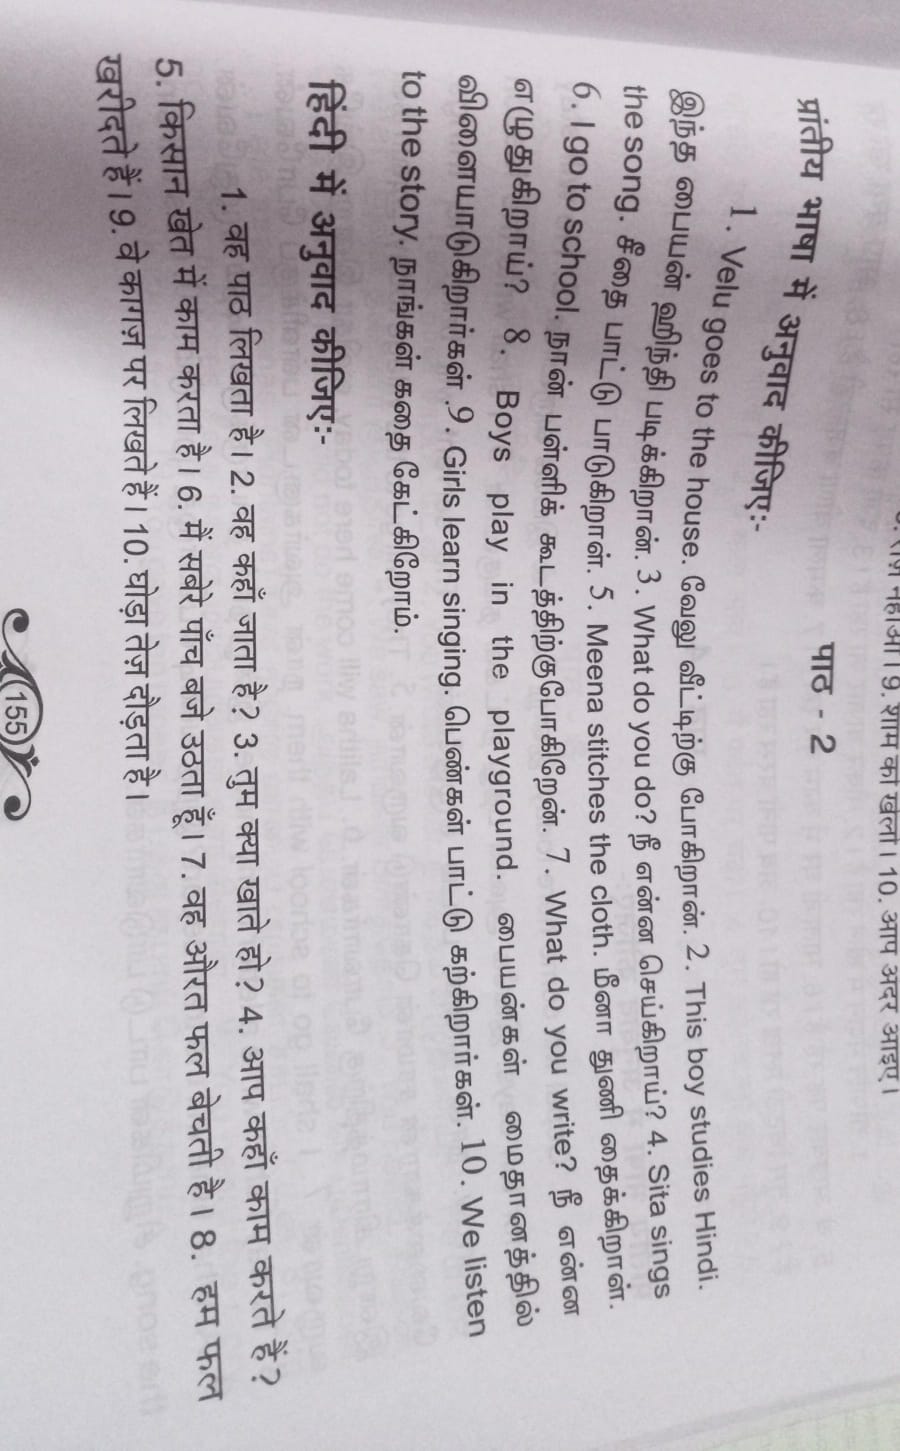 रोज़ नहाओ। 9. शाम को खेलो। 10. आप अंदर आइए।
पाठ - 2
प्रांतीय भाषा में अनुवाद कीजिए:-
1. Velu goes to the house. வேலு வீட்டிற்கு போகிறான். 2. This boy studies Hindi.
இந்த பையன் ஹிந்தி படிக்கிறான். 3. What do you do? நீ என்ன செய்கிறாய்? 4. Sita sings
the song. சீதை பாட்டு பாடுகிறாள். 5. Meena stitches the cloth. மீனா துணி தைக்கிறாள்.
6. I go to school. நான் பள்ளிக் கூடத்திற்குபோகிறேன். 7. What do you write? நீ என்ன
எழுதுகிறாய்? 8. Boys play in the playground. பையன்கள் மைதானத்தில்
விளையாடுகிறார்கள் .9. Girls learn singing. பெண்கள் பாட்டு கற்கிறார்கள். 10. We listen
to the story. நாங்கள் கதை கேட்கிறோம்.
हिंदी में अनुवाद कीजिए:-
1. वह पाठ लिखता है। 2. वह कहाँ जाता है? 3. तुम क्या खाते हो? 4. आप कहाँ काम करते हैं?
5. किसान खेत में काम करता है। 6. मैं सबेरे पाँच बजे उठता हूँ। 7. वह औरत फल बेचती है। 8. हम फल
खरीदते हैं। 9. वे कागज़ पर लिखते हैं। 10. घोड़ा तेज़ दौड़ता है।
155